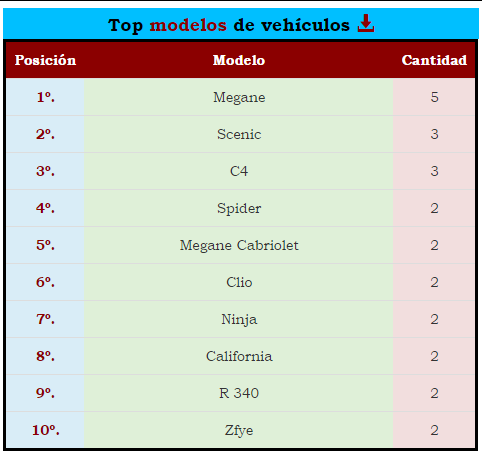 Top modelos de vehículos
Posición Modelo Cantidad
1º. Megane 5
2º. Scenic 3
3º. C4 3
4º. Spider 2
5º. Megane Cabriolet 2
6º. Clio 2
7º. Ninja 2
8º. California 2
9º. R 340 2
10º. Zfye 2